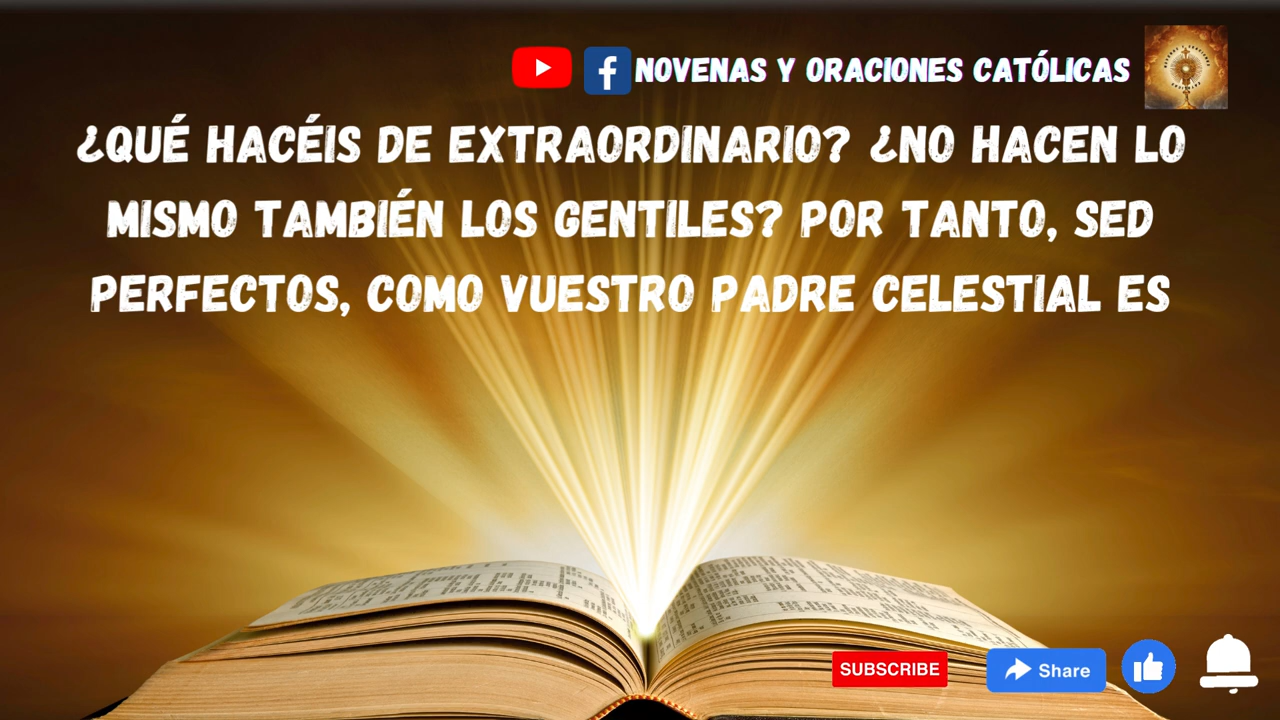 NOVENAS Y ORACIONES CATÓLICAS
¿QUÉ HACÉIS DE EXTRAORDINARIO? ¿NO HACEN LO
MISMO TAMBIÉN LOS GENTILES? POR TANTO, SED
PERFECTOS, COMO VUESTRO PADRE CELESTIAL ES
SUBSCRIBE
Share